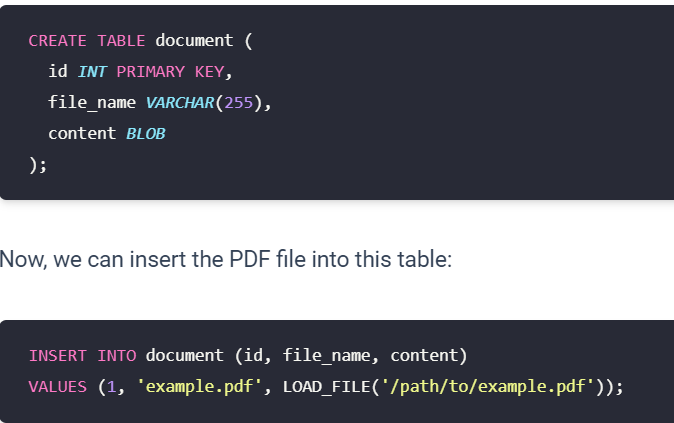 CREATE TABLE document (
  id INT PRIMARY KEY,
  file_name VARCHAR(255),
  content BLOB
);
Now, we can insert the PDF file into this table:
INSERT INTO document (id, file_name, content)
VALUES (1, 'example.pdf', LOAD_FILE('/path/to/example.pdf'));